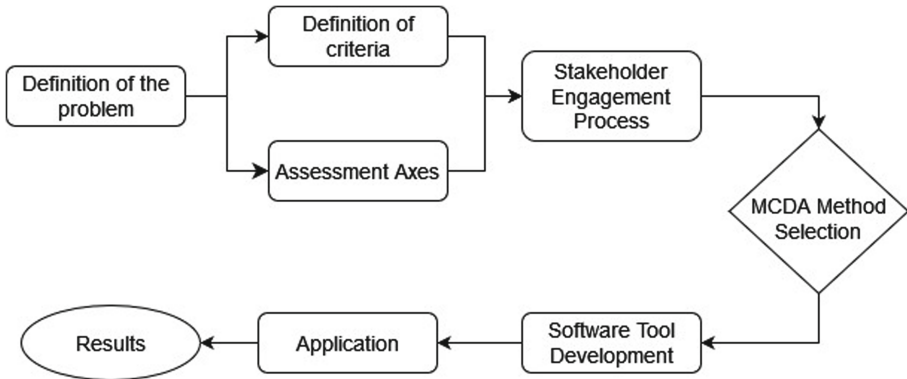 Definition of the
problem
Definition of
criteria
Assessment Axes
Stakeholder
Engagement
Process
MCDA Method
Selection
Software Tool
Development
Application
Results